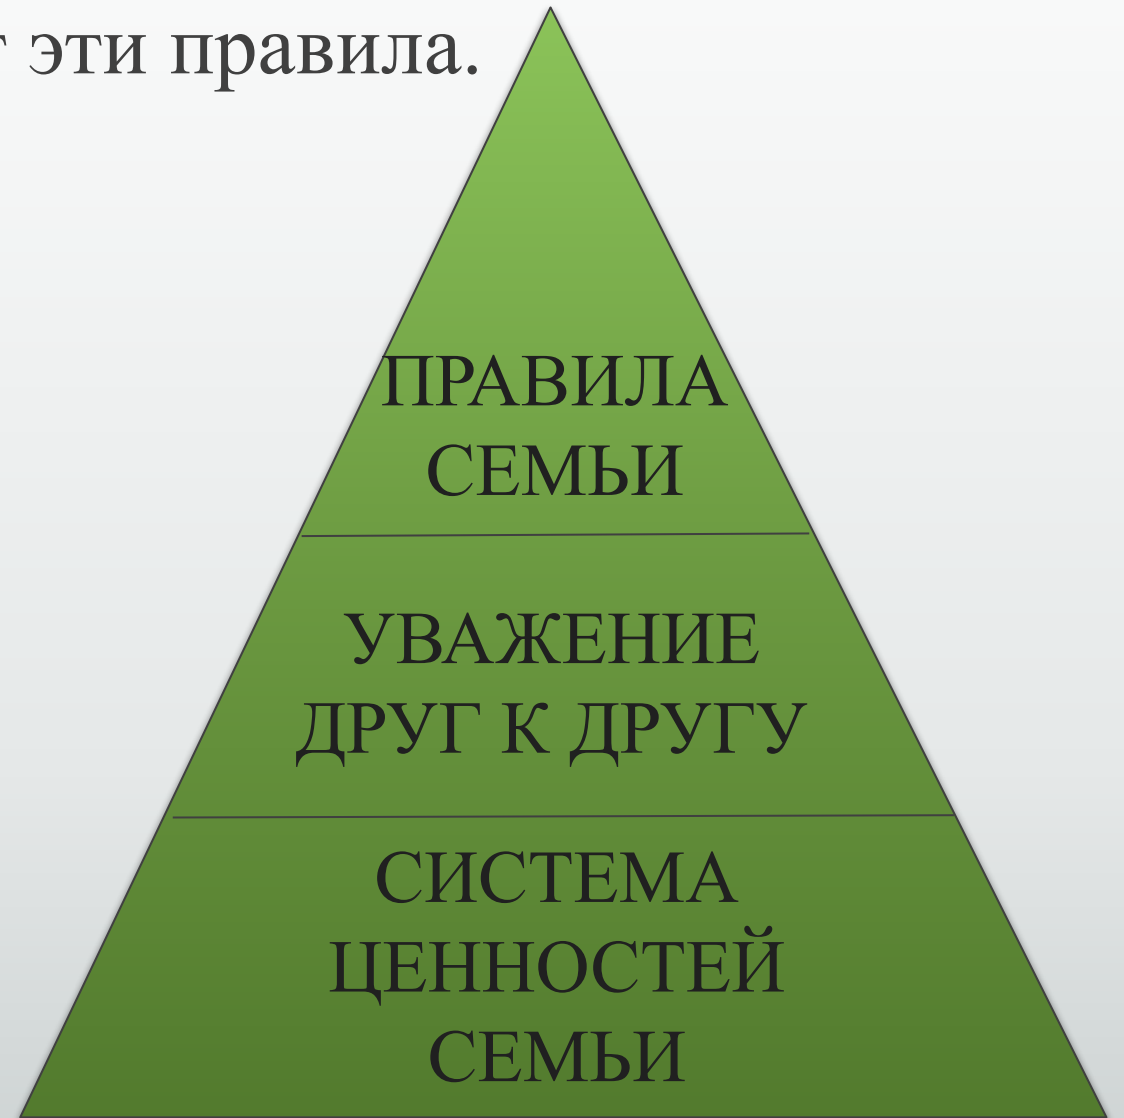 эти правила.
ПРАВИЛА
СЕМЬИ
УВАЖЕНИЕ
ДРУГ К ДРУГУ
СИСТЕМА
ЦЕННОСТЕЙ
СЕМЬИ